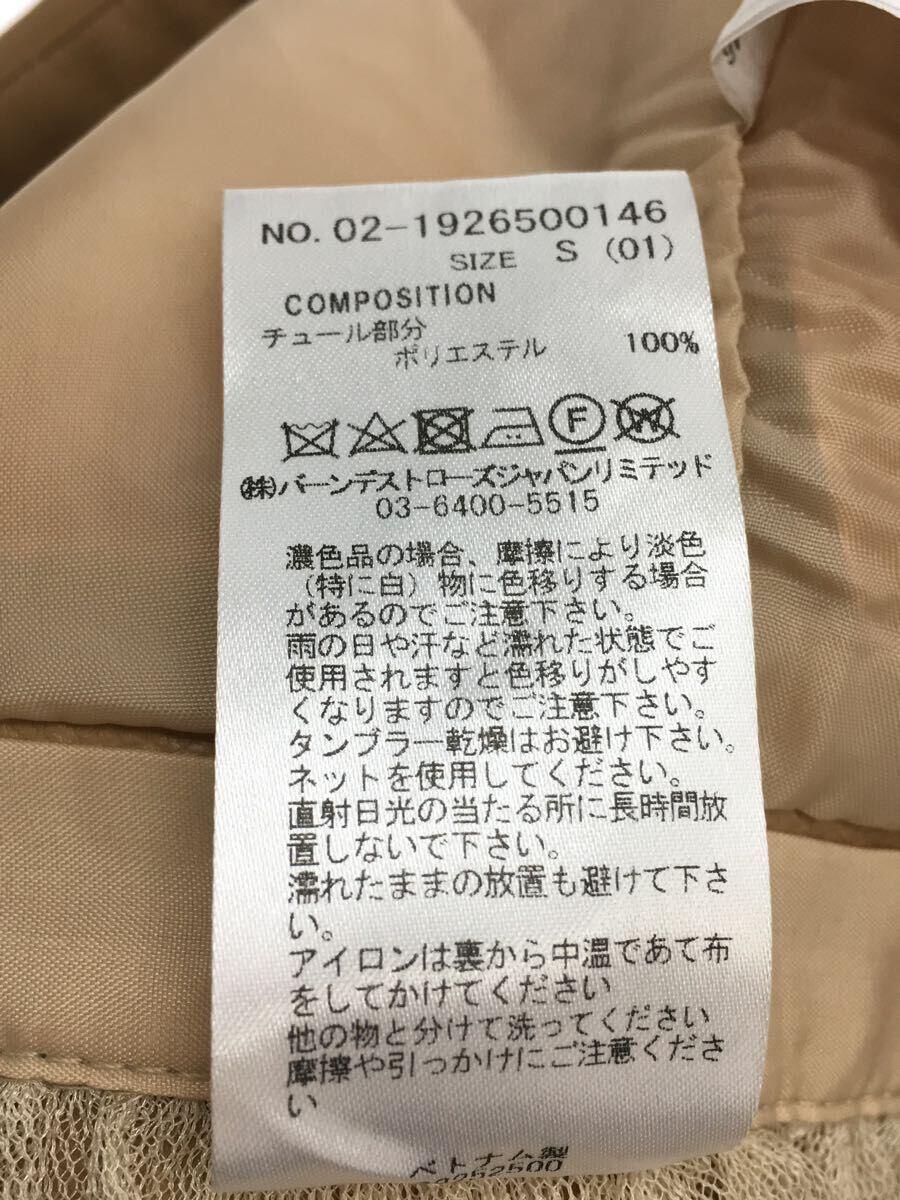 NO. 02-1926500146
SIZE S (01)
COMPOSITION
チュール部分
ポリエステル 100%
F W
㈱バーンデストローズジャパンリミテッド
03-6400-5515
濃色品の場合、摩擦により淡色
(特に白)物に色移りする場合
があるのでご注意下さい。
雨の日や汗など濡れた状態でご
使用されますと色移りがしやす
くなりますのでご注意下さい。
タンブラー乾燥はお避け下さい。
ネットを使用してください。
直射日光の当たる所に長時間放
置しないで下さい。
濡れたままの放置も避けて下さ
い。
アイロンは裏から中温であて布
をしてかけてください
他の物と分けて洗ってください
摩擦や引っかけにご注意くださ
い
ベトナム製